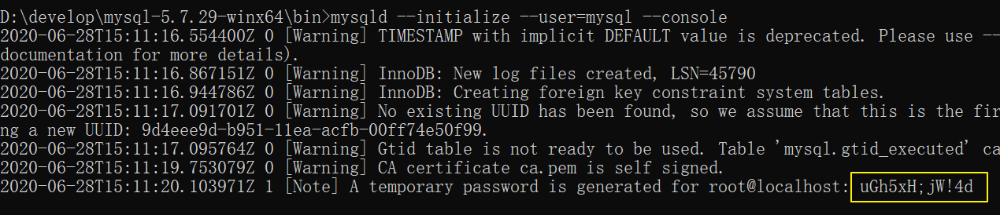 D:\develop\mysql-5.7.29-winx64\bin>mysqld --initialize --user=mysql --console
2020-06-28T15:11:16.554400Z 0 [Warning] TIMESTAMP with implicit DEFAULT value is deprecated. Please use --
documentation for more details).
2020-06-28T15:11:16.867151Z 0 [Warning] InnoDB: New log files created, LSN=45790
2020-06-28T15:11:16.944786Z 0 [Warning] InnoDB: Creating foreign key constraint system tables.
2020-06-28T15:11:17.091701Z 0 [Warning] No existing UUID has been found, so we assume that this is the fir
ng a new UUID: 9d4eee9d-b951-11ea-acfb-00ff74e50f99.
2020-06-28T15:11:17.095764Z 0 [Warning] Gtid table is not ready to be used. Table 'mysql.gtid_executed' ca
2020-06-28T15:11:19.753079Z 0 [Warning] CA certificate ca.pem is self signed.
2020-06-28T15:11:20.103971Z 1 [Note] A temporary password is generated for root@localhost: uGh5xH;jW!4d